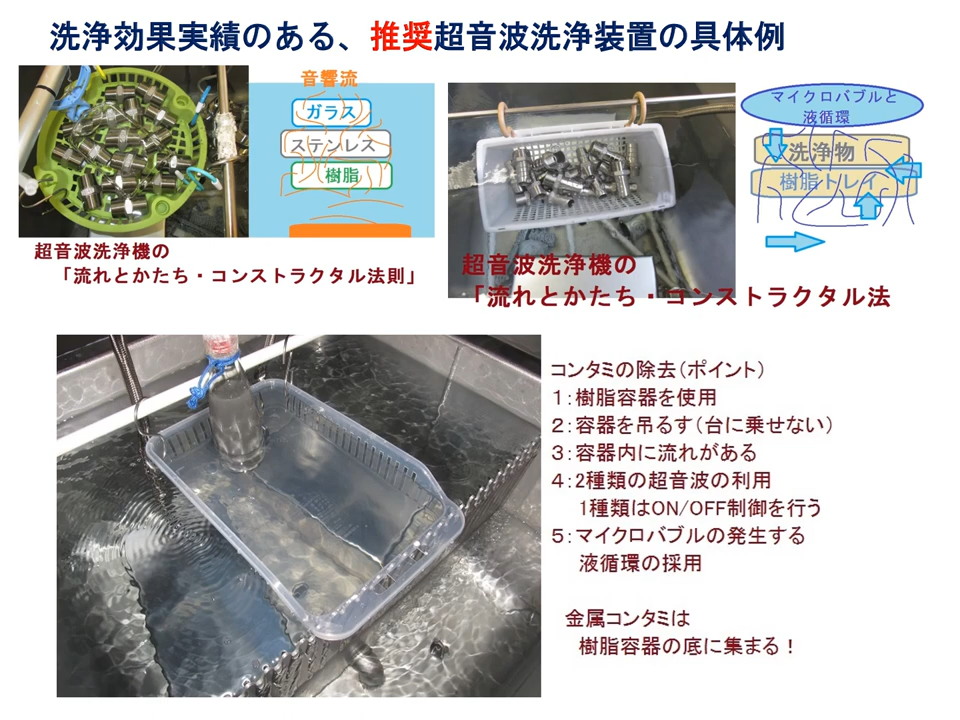 洗浄効果実績のある、推奨超音波洗浄装置の具体例
音響流
ガラス
ステンレス
樹脂
超音波洗浄機の
「流れとかたち・コンストラクタル法則」
マイクロバブルと
液循環
洗浄物
樹脂トレイ
超音波洗浄機の
「流れとかたち・コンストラクタル法
コンタミの除去(ポイント)
1:樹脂容器を使用
2:容器を吊るす(台に乗せない)
3:容器内に流れがある
4:2種類の超音波の利用
1種類はON/OFF制御を行う
5:マイクロバブルの発生する
液循環の採用
金属コンタミは
樹脂容器の底に集まる!